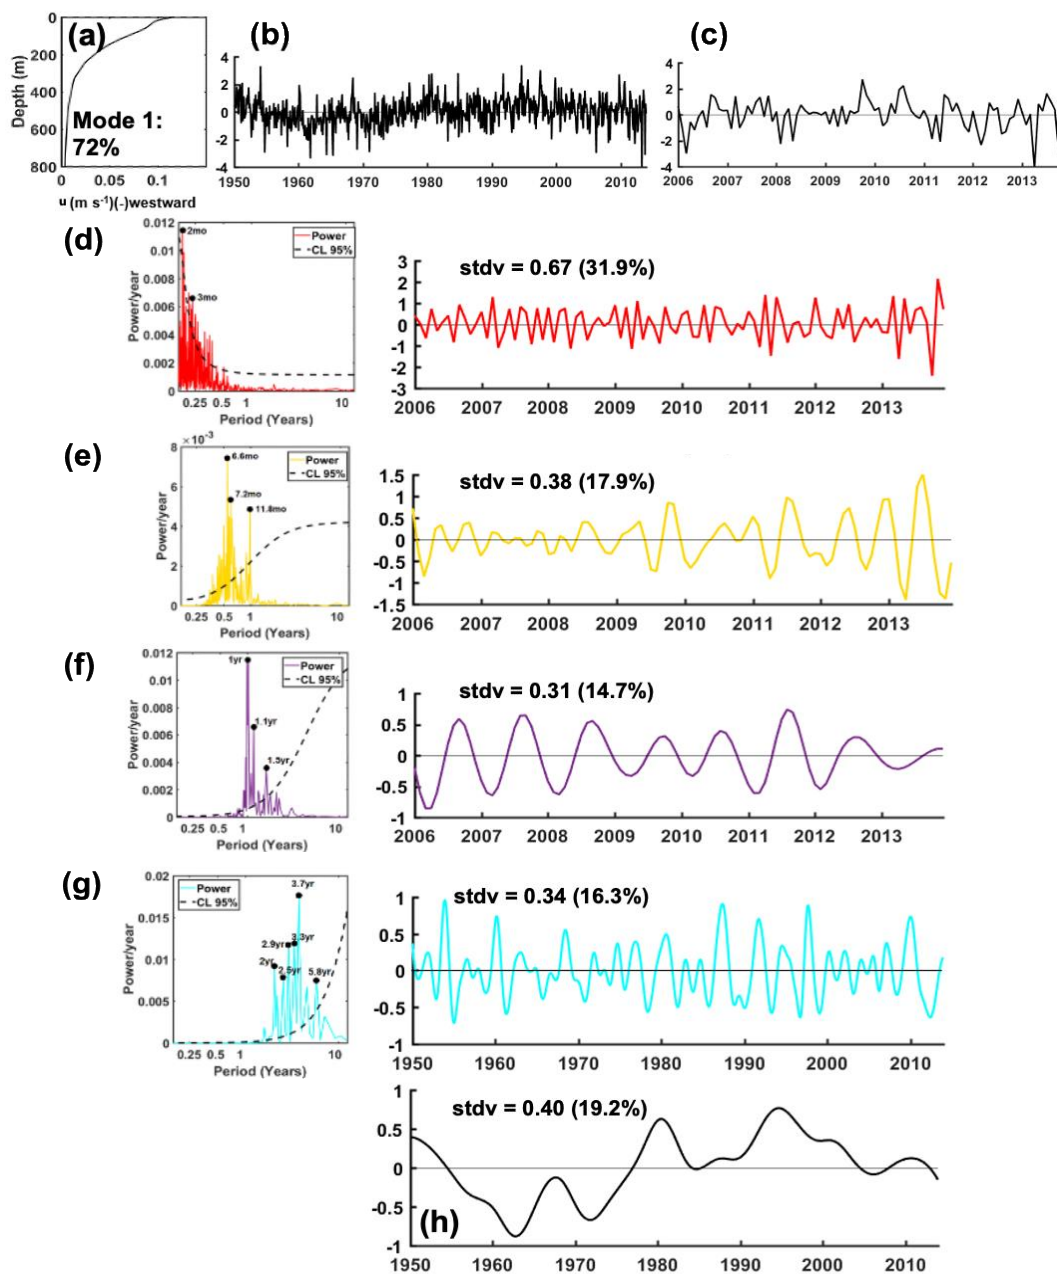 (a)
0
200
400
600
800
Depth (m)
Mode 1:
72%
0 0.05 0.1
u (m s-1)(-)westward
(b)
4
2
0
-2
-4
1950 1960 1970 1980 1990 2000 2010
(c)
4
2
0
-2
-4
2006 2007 2008 2009 2010 2011 2012 2013
(d)
0.012
0.01
0.008
0.006
0.004
0.002
0
Power/year
2mo
3mo
Power
CL 95%
0.25 0.5 1 10
Period (Years)
stdv = 0.67 (31.9%)
3
2
1
0
-1
-2
-3
2006 2007 2008 2009 2010 2011 2012 2013
(e)
×10-3
8
6
4
2
0
Power/year
6.6mo
7.2mo
11.8mo
Power
CL 95%
0.25 0.5 1 10
Period (Years)
stdv = 0.38 (17.9%)
1.5
1
0.5
0
-0.5
-1
-1.5
2006 2007 2008 2009 2010 2011 2012 2013
(f)
0.012
0.01
0.008
0.006
0.004
0.002
0
Power/year
1yr
1.1yr
1.5yr
Power
CL 95%
0.25 0.5 1 10
Period (Years)
stdv = 0.31 (14.7%)
1
0.5
0
-0.5
-1
2006 2007 2008 2009 2010 2011 2012 2013
(g)
0.02
0.015
0.01
0.005
0
Power/year
Power
CL 95%
3.7yr
2.9yr
3.3yr
2yr
2.5yr
5.8yr
0.25 0.5 1 10
Period (Years)
stdv = 0.34 (16.3%)
1
0.5
0
-0.5
-1
1950 1960 1970 1980 1990 2000 2010
stdv = 0.40 (19.2%)
1
0.5
0
-0.5
-1
(h)
1950 1960 1970 1980 1990 2000 2010